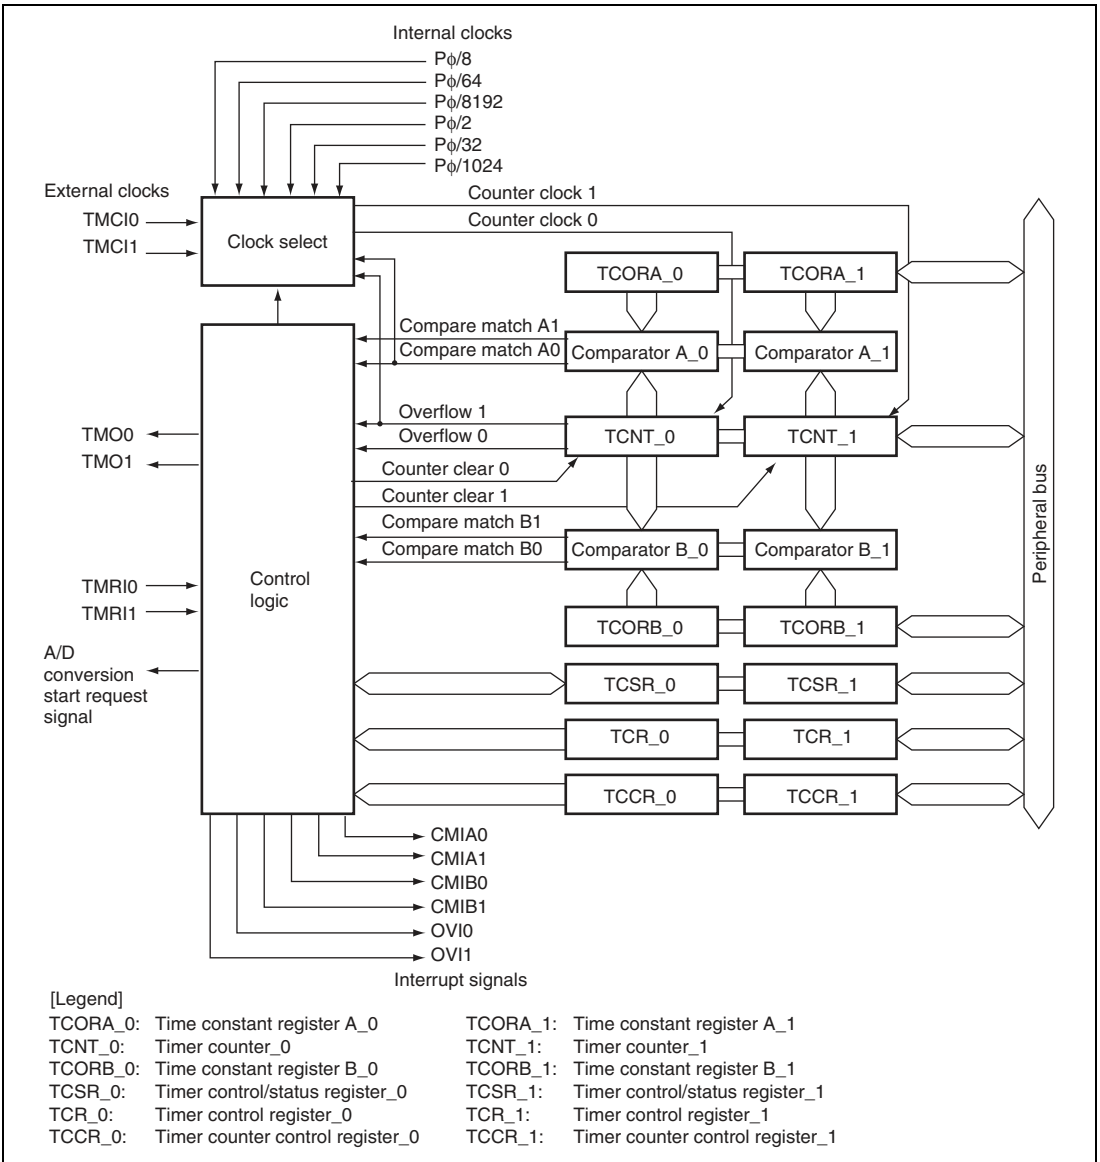 Internal clocks
Pϕ/8
Pϕ/64
Pϕ/8192
Pϕ/2
Pϕ/32
Pϕ/1024
External clocks
TMCI0
TMCI1
Clock select
Counter clock 1
Counter clock 0
TCORA_0
TCORA_1
Compare match A1
Compare match A0
Comparator A_0
Comparator A_1
Overflow 1
Overflow 0
TCNT_0
TCNT_1
TMO0
TMO1
Counter clear 0
Counter clear 1
Compare match B1
Compare match B0
Comparator B_0
Comparator B_1
Peripheral bus
Control
logic
TMRI0
TMRI1
TCORB_0
TCORB_1
A/D
conversion
start request
signal
TCSR_0
TCSR_1
TCR_0
TCR_1
TCCR_0
TCCR_1
CMIA0
CMIA1
CMIB0
CMIB1
OVI0
OVI1
Interrupt signals
[Legend]
TCORA_0: Time constant register A_0 TCORA_1: Time constant register A_1
TCNT_0: Timer counter_0 TCNT_1: Timer counter_1
TCORB_0: Time constant register B_0 TCORB_1: Time constant register B_1
TCSR_0: Timer control/status register_0 TCSR_1: Timer control/status register_1
TCR_0: Timer control register_0 TCR_1: Timer control register_1
TCCR_0: Timer counter control register_0 TCCR_1: Timer counter control register_1